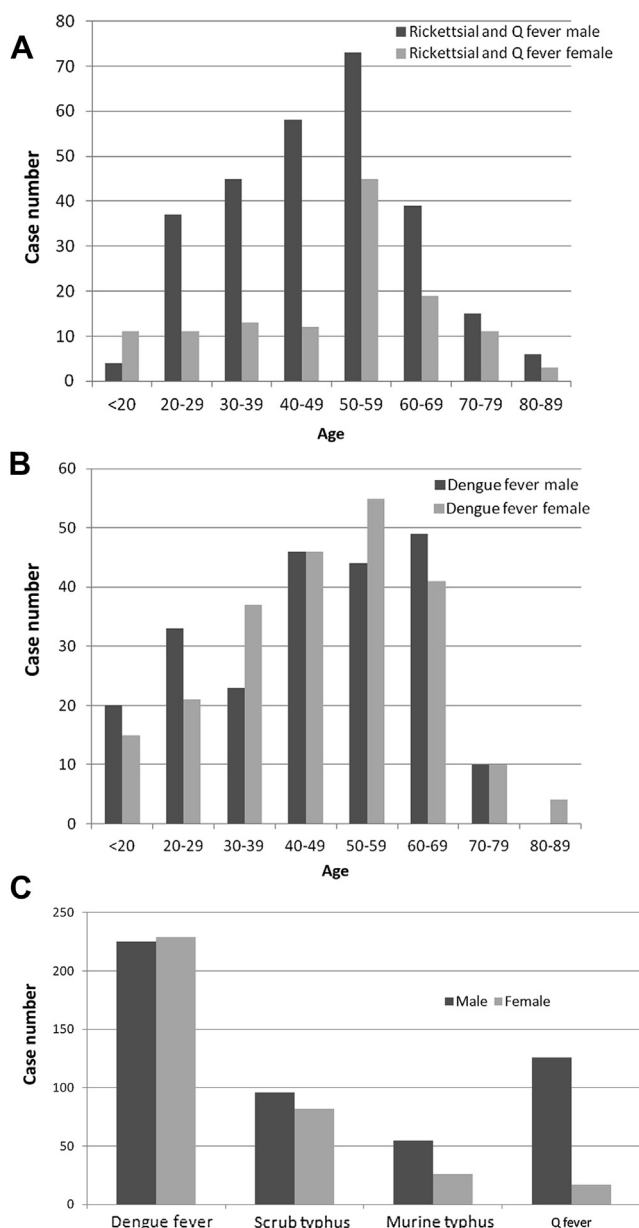 A
Rickettsial and Q fever male
Rickettsial and Q fever female
Case number
80
70
60
50
40
30
20
10
0
<20 20-29 30-39 40-49 50-59 60-69 70-79 80-89
Age
B
Dengue fever male
Dengue fever female
Case number
60
50
40
30
20
10
0
<20 20-29 30-39 40-49 50-59 60-69 70-79 80-89
Age
C
Male Female
Case number
250
200
150
100
50
0
Dengue fever Scrub typhus Murine typhus Q fever